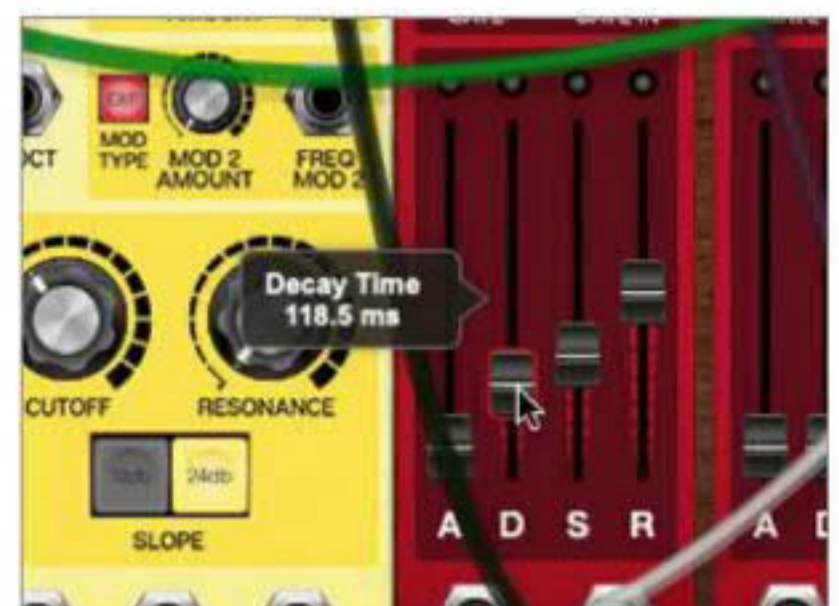 OCT
MOD
TYPE
MOD 2
AMOUNT
FREQ
MOD 2
Decay Time
118.5 ms
CUTOFF
RESONANCE
24db
SLOPE
A D S R
A